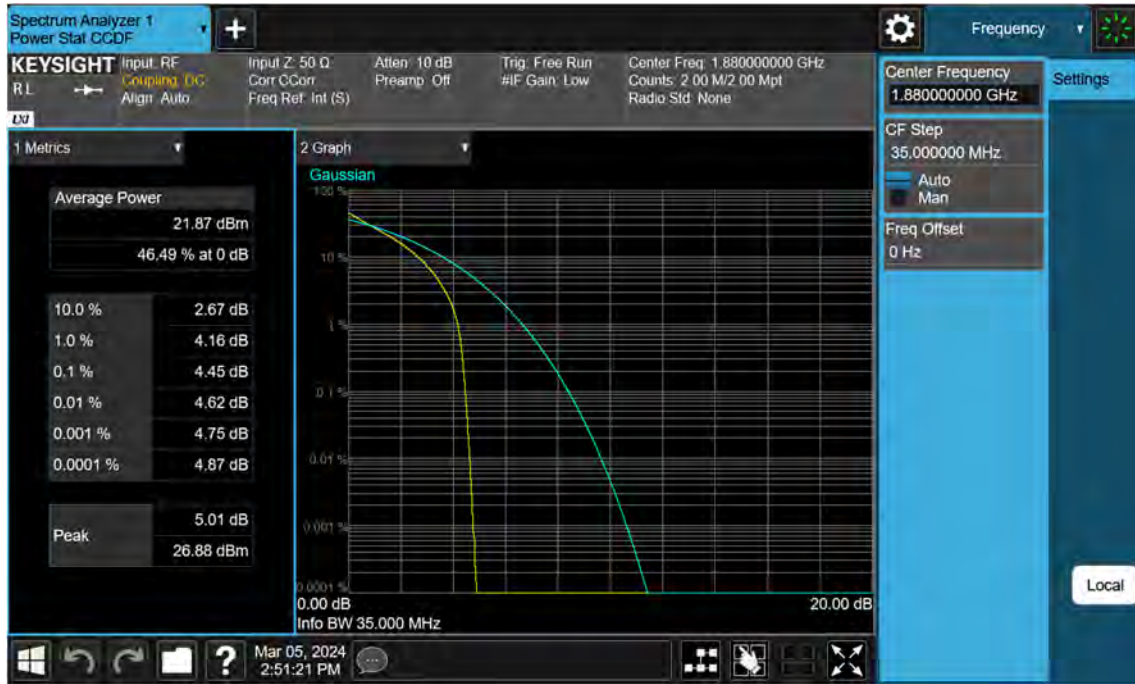 Spectrum Analyzer 1
Power Stat CCDF
+
Frequency
KEYSIGHT
RL
LXI
Input: RF
Coupling: DC
Align: Auto
Input Z: 50 Ω
Corr CCorr
Freq Ref: Int (S)
Atten: 10 dB
Preamp: Off
Trig: Free Run
#IF Gain: Low
Center Freq: 1.880000000 GHz
Counts: 2.00 M/2.00 Mpt
Radio Std: None
Center Frequency
1.880000000 GHz
Settings
CF Step
35.000000 MHz
Auto
Man
Freq Offset
0 Hz
1 Metrics
Average Power
21.87 dBm
46.49 % at 0 dB
10.0 % 2.67 dB
1.0 % 4.16 dB
0.1 % 4.45 dB
0.01 % 4.62 dB
0.001 % 4.75 dB
0.0001 % 4.87 dB
Peak
5.01 dB
26.88 dBm
2 Graph
Gaussian
100 %
10 %
1 %
0.1 %
0.01 %
0.001 %
0.0001 %
0.00 dB 20.00 dB
Info BW 35.000 MHz
Local
?
Mar 05, 2024
2:51:21 PM